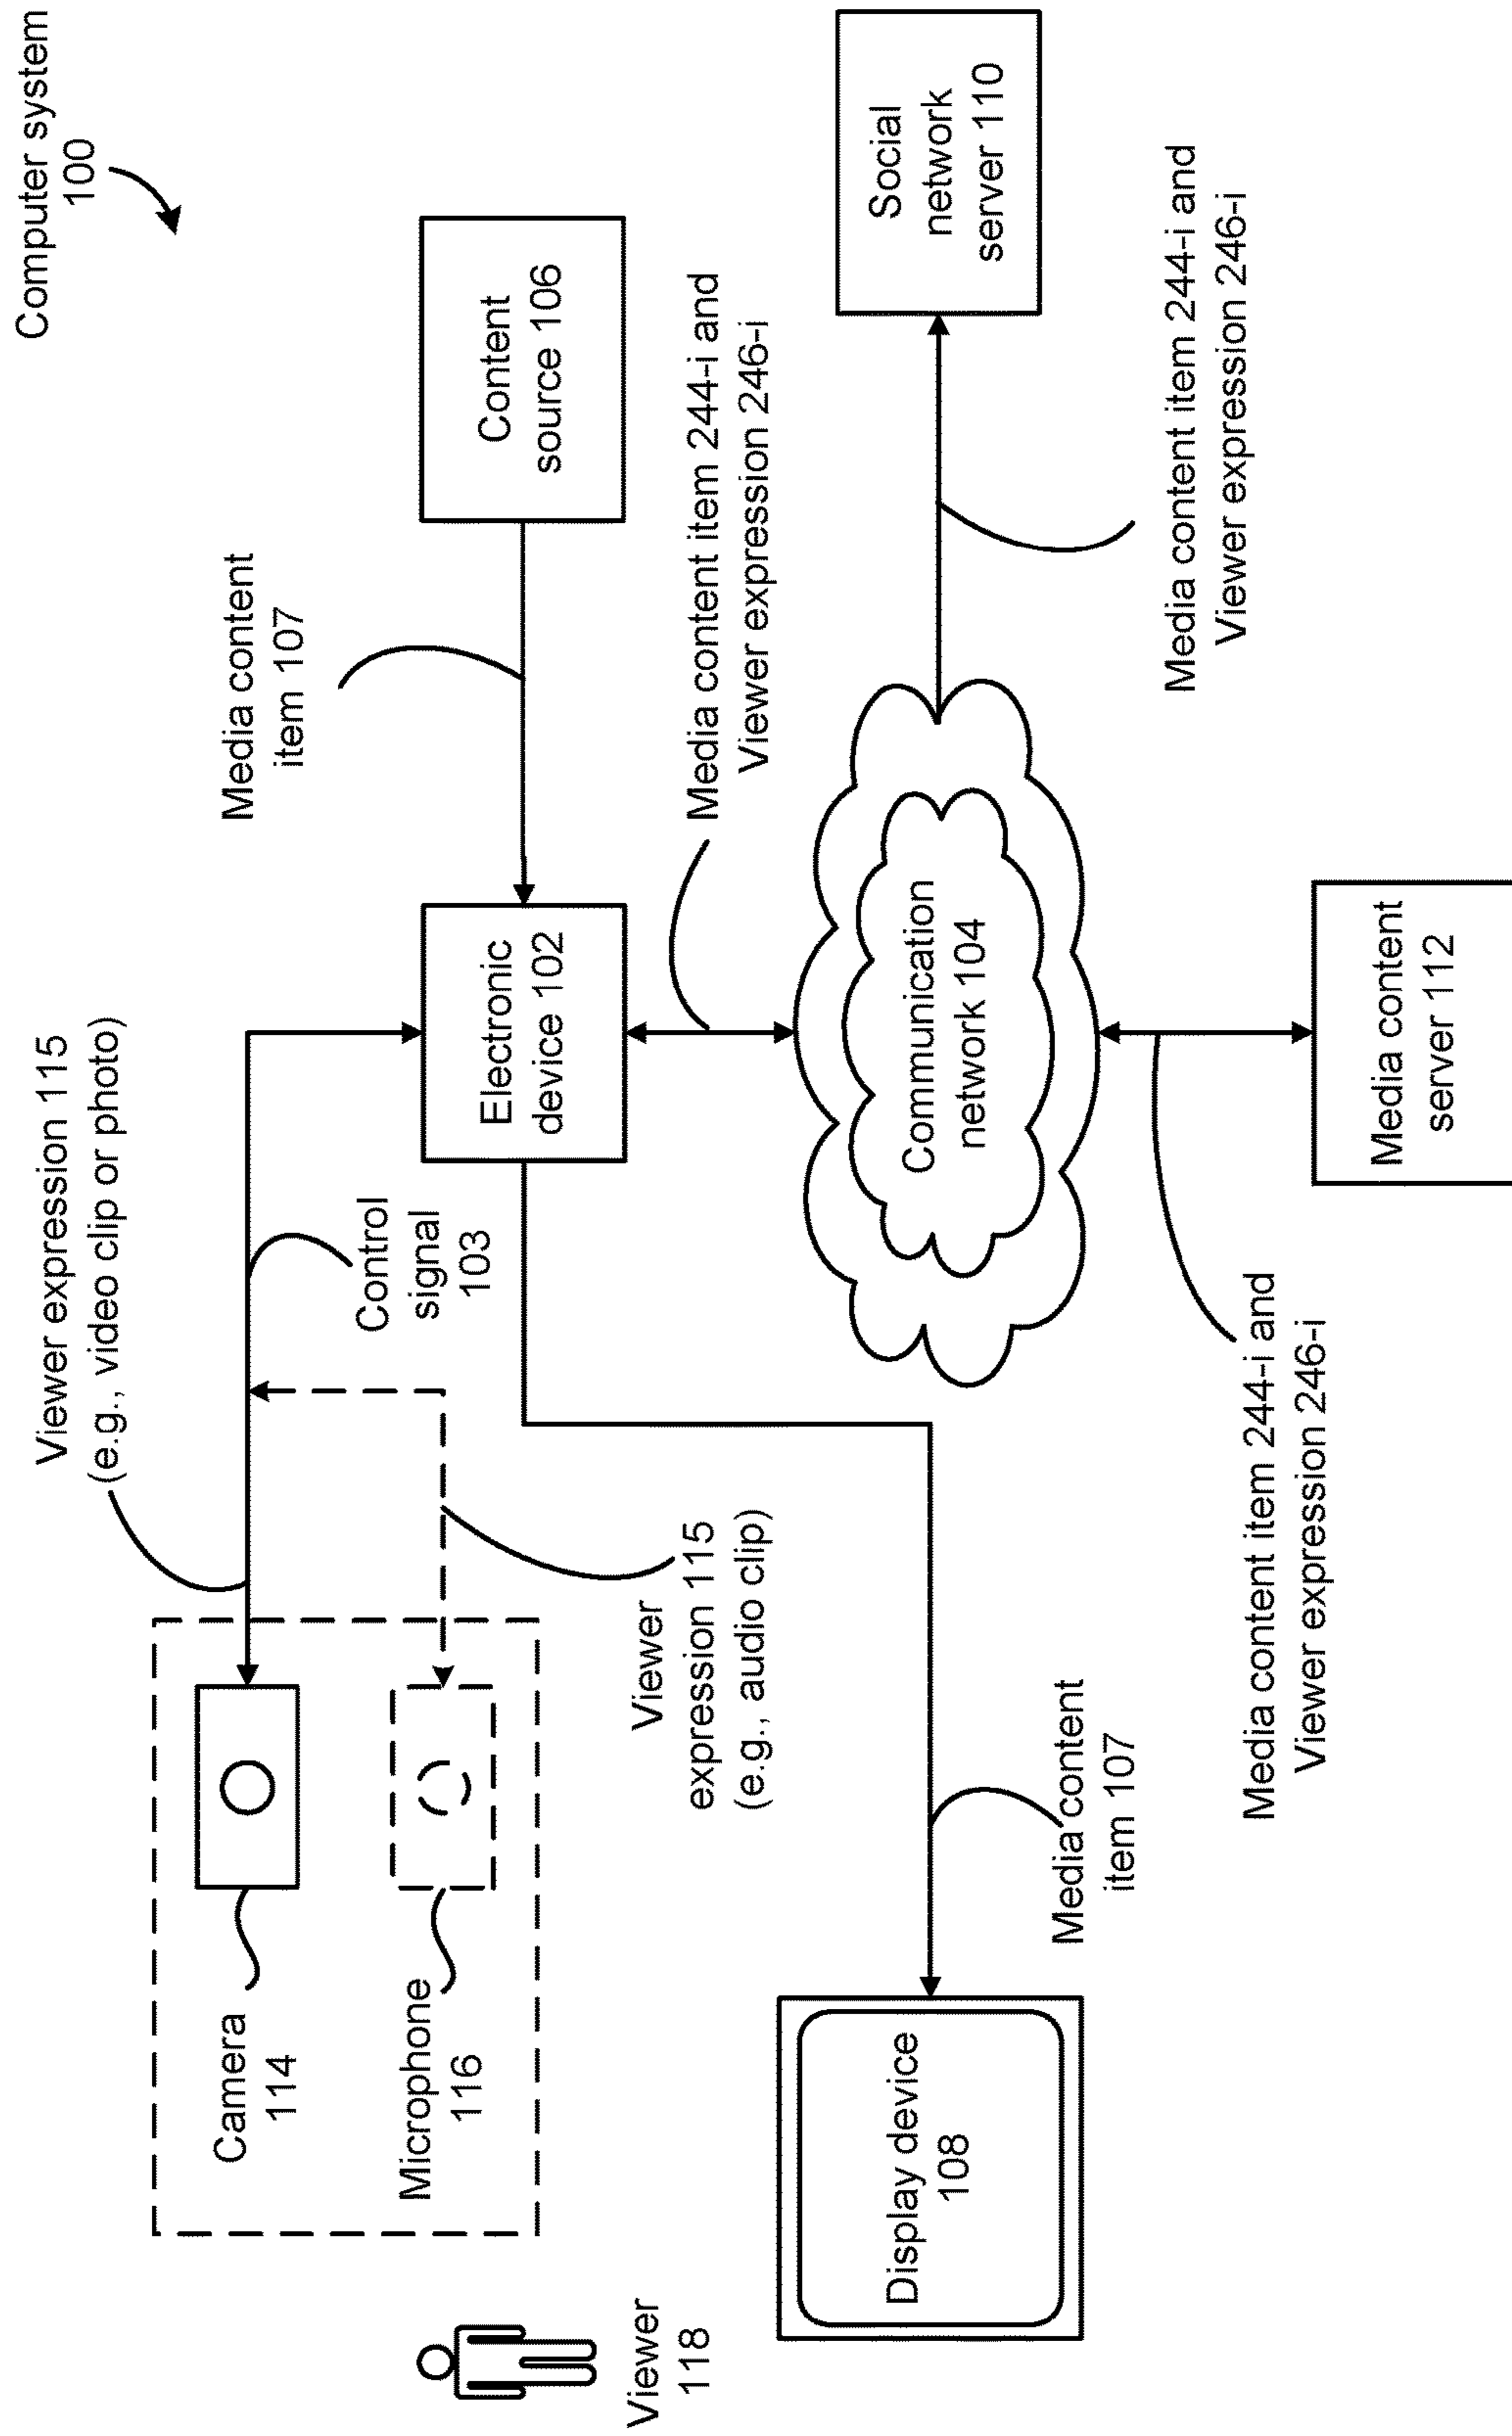 Computer system
100
Viewer expression 115
(e.g., video clip or photo)
Camera
114
Microphone
116
Control
signal
103
Viewer
expression 115
(e.g., audio clip)
Viewer
118
Media content
item 107
Content
source 106
Electronic
device 102
Media content item 244-i and
Viewer expression 246-i
Display device
108
Media content
item 107
Communication
network 104
Social
network
server 110
Media content item 244-i and
Viewer expression 246-i
Media content item 244-i and
Viewer expression 246-i
Media content
server 112